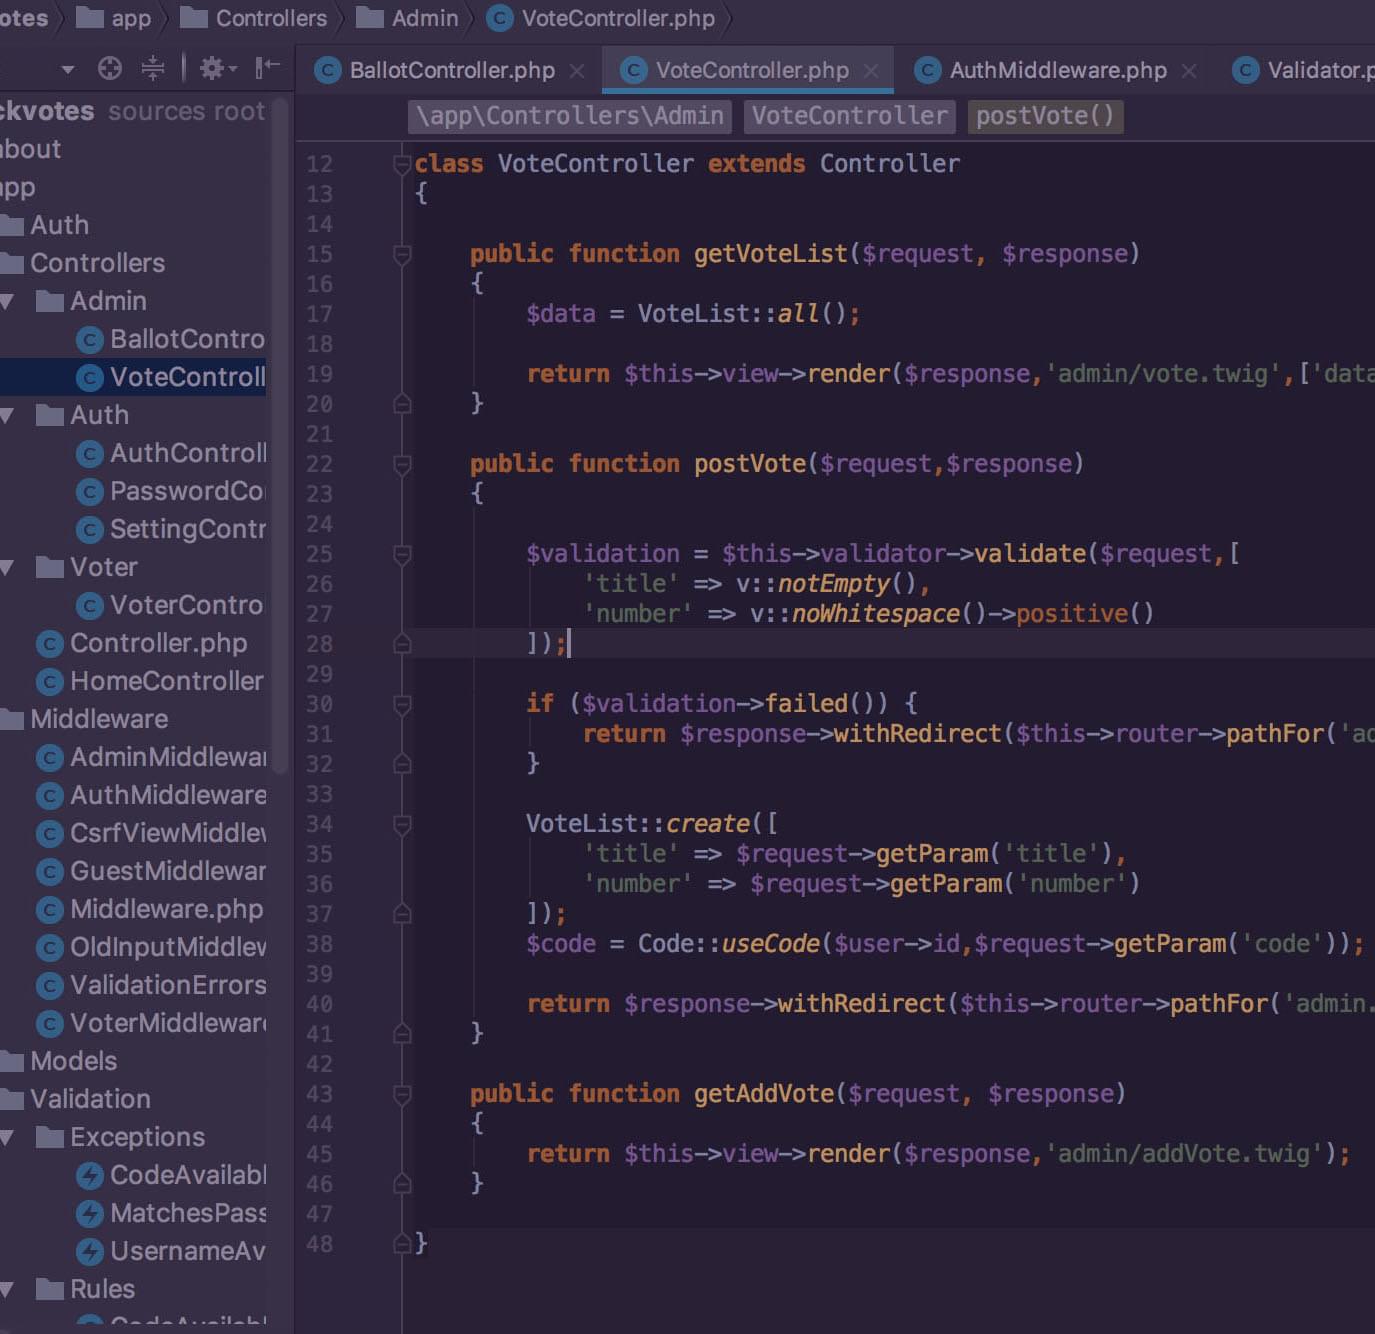 otes app Controllers Admin VoteController.php
BallotController.php VoteController.php AuthMiddleware.php Validator.p
\app\Controllers\Admin VoteController postVote()
ckvotes sources root
about
app
Auth
Controllers
Admin
BallotContro
VoteControll
Auth
AuthControll
PasswordCo
SettingContr
Voter
VoterContro
Controller.php
HomeController
Middleware
AdminMiddlewar
AuthMiddleware
CsrfViewMiddlew
GuestMiddlewar
Middleware.php
OldInputMiddlew
ValidationErrors
VoterMiddleware
Models
Validation
Exceptions
CodeAvailabl
MatchesPass
UsernameAv
Rules
CodeAvailabl
12 class VoteController extends Controller
13 {
14
15 public function getVoteList($request, $response)
16 {
17 $data = VoteList::all();
18
19 return $this->view->render($response,'admin/vote.twig',['data
20 }
21
22 public function postVote($request,$response)
23 {
24
25 $validation = $this->validator->validate($request,[
26 'title' => v::notEmpty(),
27 'number' => v::noWhitespace()->positive()
28 ]);
29
30 if ($validation->failed()) {
31 return $response->withRedirect($this->router->pathFor('ad
32 }
33
34 VoteList::create([
35 'title' => $request->getParam('title'),
36 'number' => $request->getParam('number')
37 ]);
38 $code = Code::useCode($user->id,$request->getParam('code'));
39
40 return $response->withRedirect($this->router->pathFor('admin.
41 }
42
43 public function getAddVote($request, $response)
44 {
45 return $this->view->render($response,'admin/addVote.twig');
46 }
47
48 }